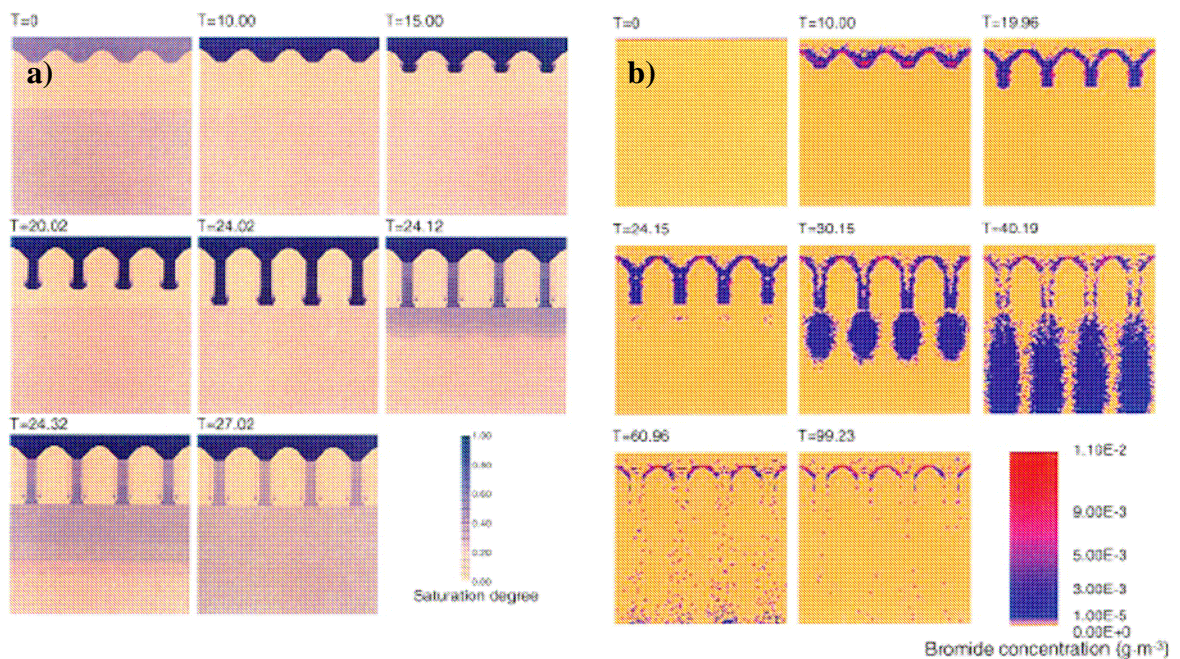 T=0
T=10.00
T=15.00
a)
T=20.02
T=24.02
T=24.12
T=24.32
T=27.02
1.00
0.80
0.60
0.40
0.20
0.00
Saturation degree
T=0
T=10.00
T=19.96
b)
T=24.15
T=30.15
T=40.19
T=60.96
T=99.23
1.10E-2
9.00E-3
5.00E-3
3.00E-3
1.00E-5
0.00E+0
Bromide concentration (g·m⁻³)